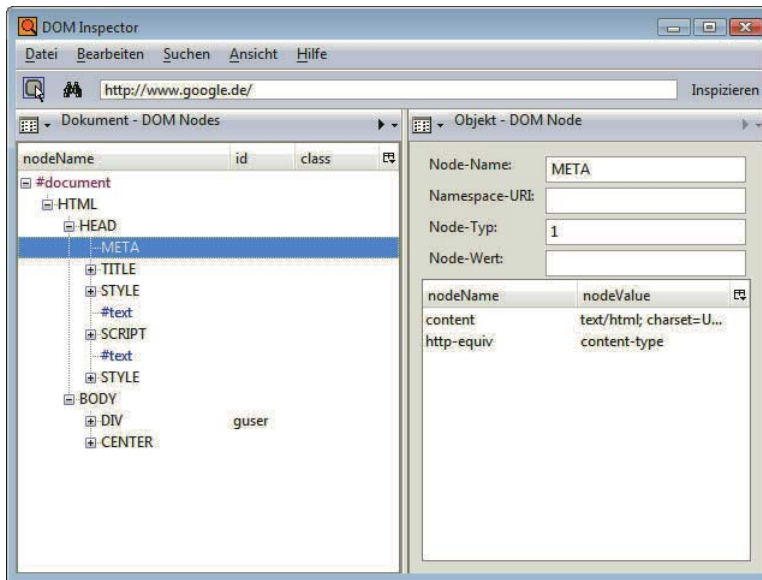 DOM Inspector
Datei Bearbeiten Suchen Ansicht Hilfe
http://www.google.de/ Inspizieren
Dokument - DOM Nodes
nodeName id class
#document
HTML
HEAD
META
TITLE
STYLE
#text
SCRIPT
#text
STYLE
BODY
DIV guser
CENTER
Objekt - DOM Node
Node-Name: META
Namespace-URI:
Node-Typ: 1
Node-Wert:
nodeName nodeValue
content text/html; charset=U...
http-equiv content-type